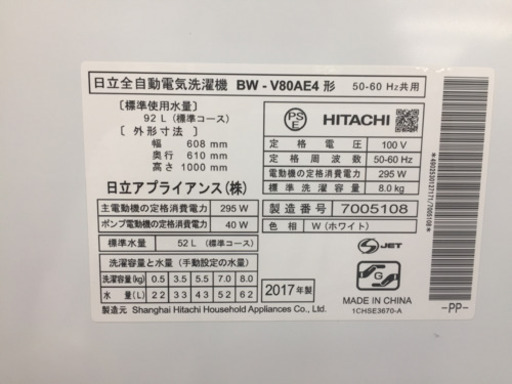 日立全自動電気洗濯機 BW-V80AE4 形 50-60 Hz共用
〔標準使用水量〕
92 L（標準コース）
〔 外 形 寸 法 〕
幅 608 mm
奥行 610 mm
高さ 1000 mm
日立アプライアンス（株）
PS
E
HITACHI
定格電圧 100 V
定格周波数 50-60 Hz
電動機の定格消費電力 295 W
標準洗濯容量 8.0kg
主電動機の定格消費電力 295 W
ポンプ電動機の定格消費電力 40 W
製造番号 7005108
標準水量 52 L（標準コース）
色相 W（ホワイト）
JET
洗濯容量と水量（手動設定の水量）
洗濯容量(kg) 0.5 3.5 5.5 7.0 8.0
水 量(L) 22 33 43 52 62
2017年製
G
MADE IN CHINA
1CHSE3670-A
製造元 Shanghai Hitachi Household Appliances Co., Ltd.
-PP-